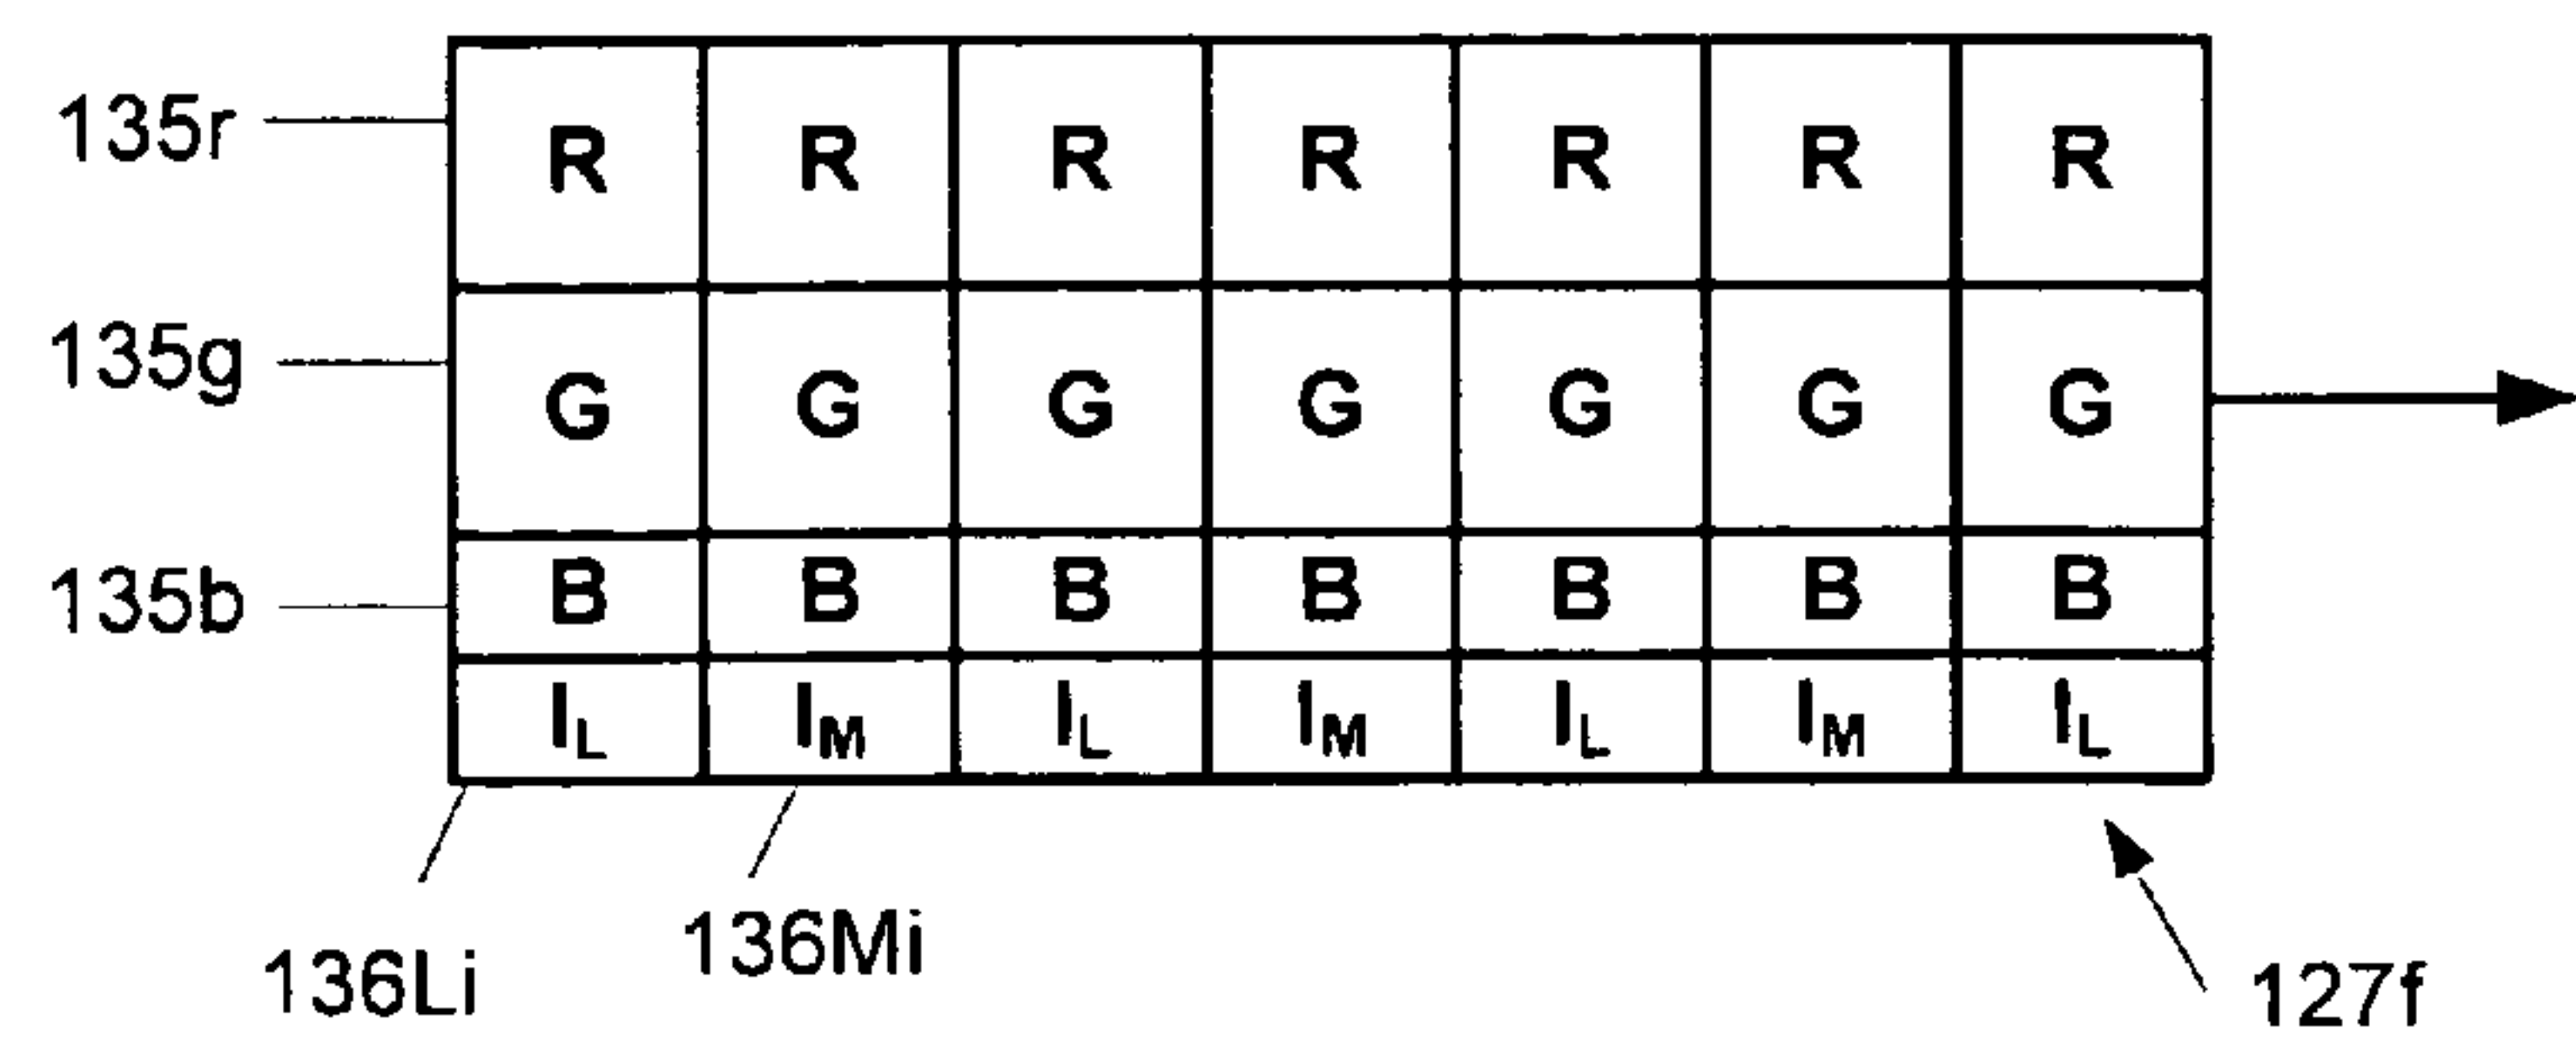 135r R R R R R R R
135g G G G G G G G
135b B B B B B B B
IL IM IL IM IL IM IL
136Li 136Mi 127f